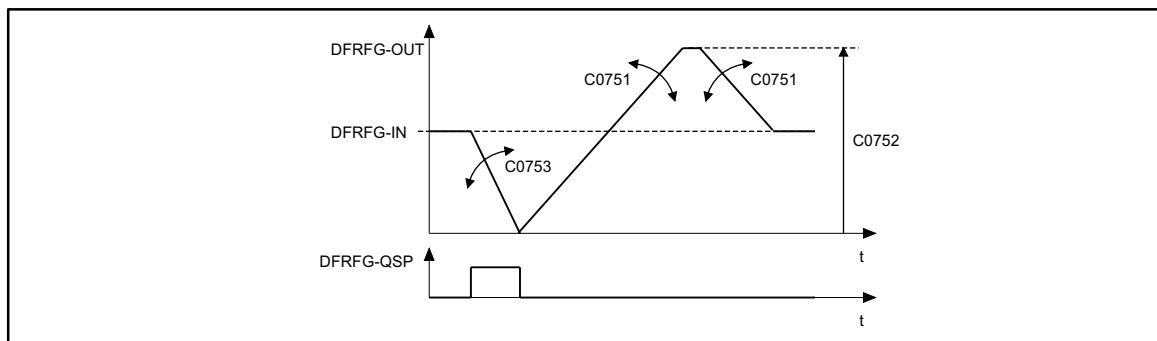 DFRFG-OUT
C0751
C0751
DFRFG-IN
C0752
C0753
t
DFRFG-QSP
t